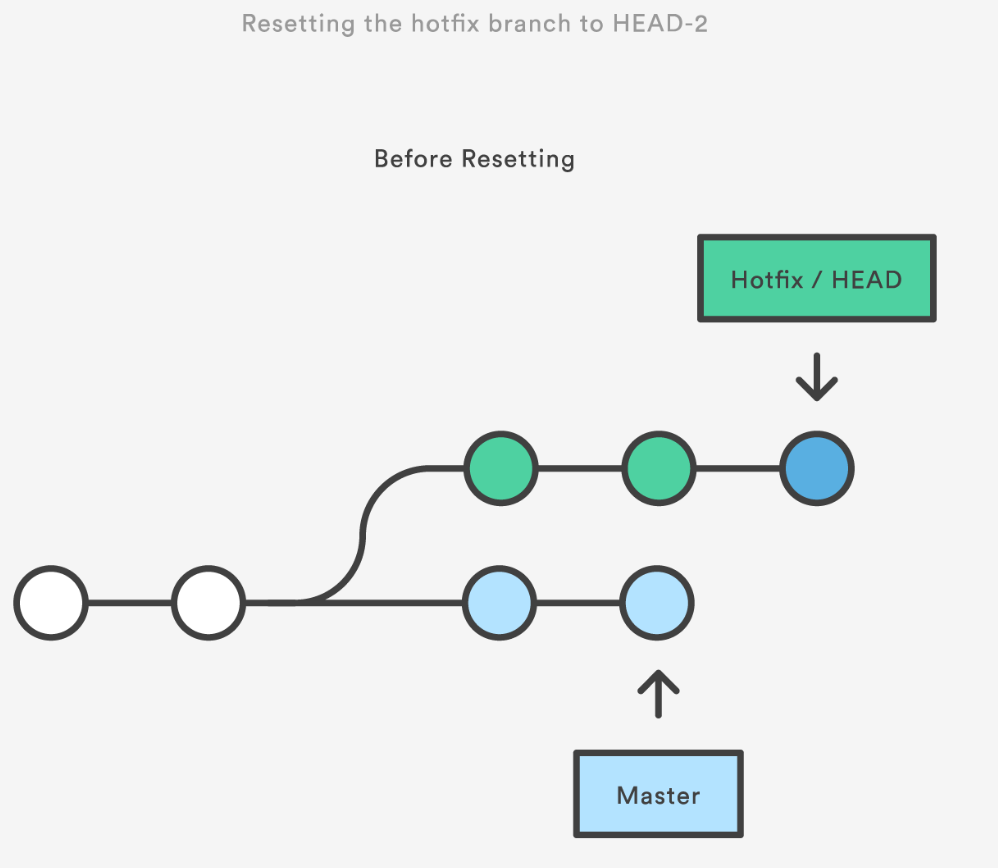 Resetting the hotfix branch to HEAD-2
Before Resetting
Hotfix / HEAD
Master